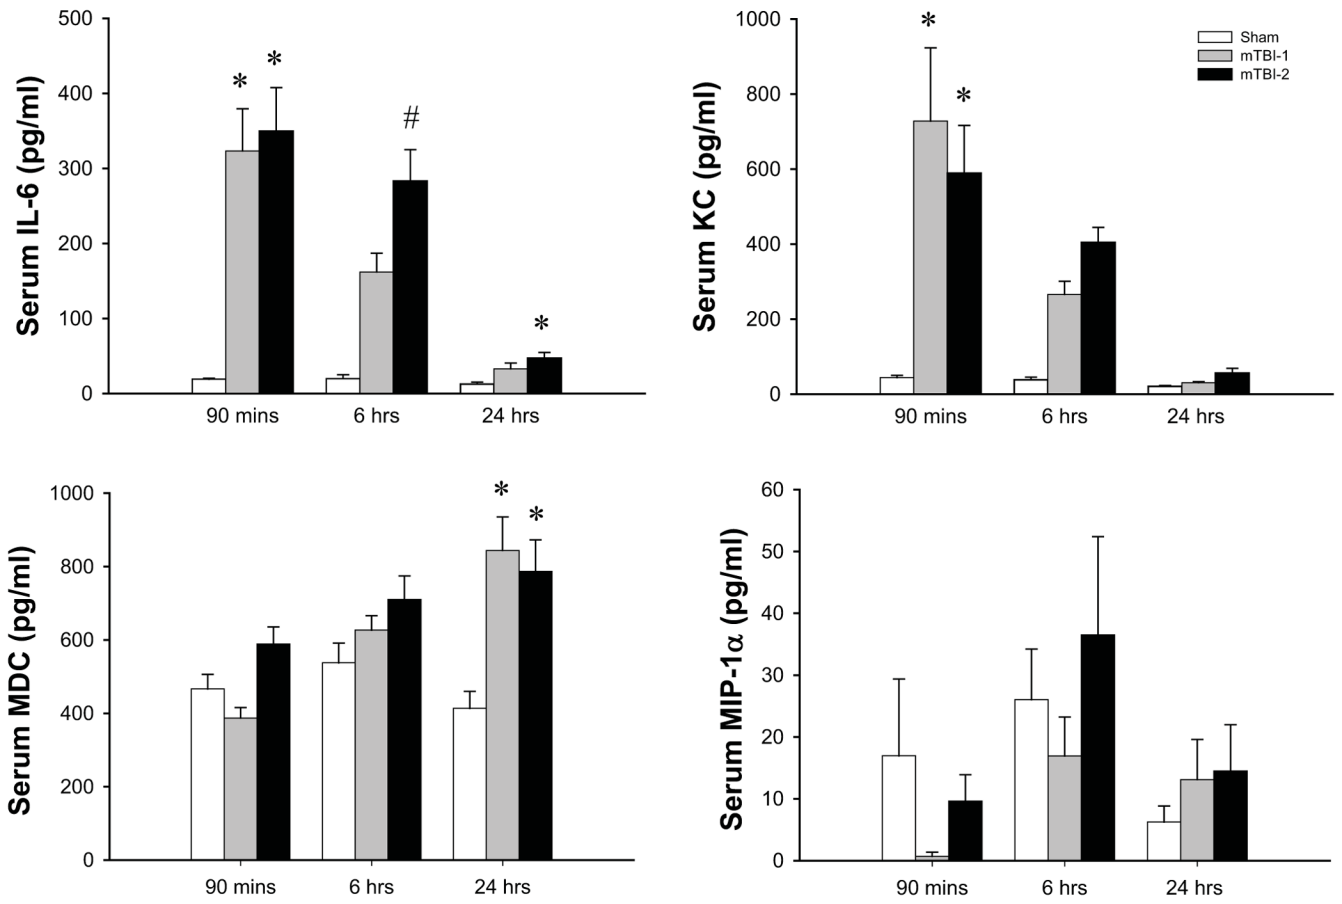 Serum IL-6 (pg/ml)
500
400
300
200
100
0
* *
#
*
90 mins 6 hrs 24 hrs
Serum KC (pg/ml)
1000
800
600
400
200
0
*
*
Sham
mTBI-1
mTBI-2
90 mins 6 hrs 24 hrs
Serum MDC (pg/ml)
1000
800
600
400
200
0
*
*
90 mins 6 hrs 24 hrs
Serum MIP-1α (pg/ml)
60
50
40
30
20
10
0
90 mins 6 hrs 24 hrs